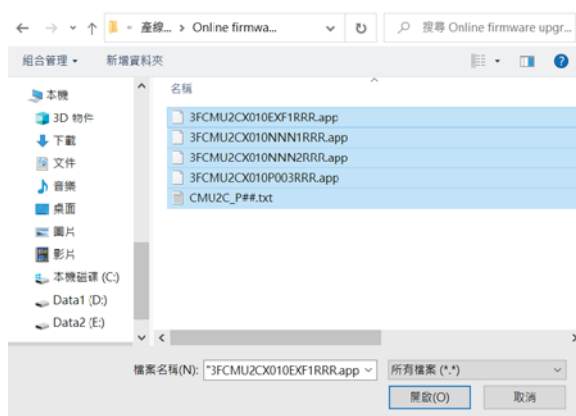 產線... › Online firmwa...
搜尋 Online firmware upgr...
組合管理 新增資料夾
本機
3D 物件
下載
文件
音樂
桌面
圖片
影片
本機磁碟 (C:)
Data1 (D:)
Data2 (E:)
名稱
3FCMU2CX010EXF1RRR.app
3FCMU2CX010NNN1RRR.app
3FCMU2CX010NNN2RRR.app
3FCMU2CX010P003RRR.app
CMU2C_P##.txt
檔案名稱(N): "3FCMU2CX010EXF1RRR.app
所有檔案 (*.*)
開啟(O) 取消